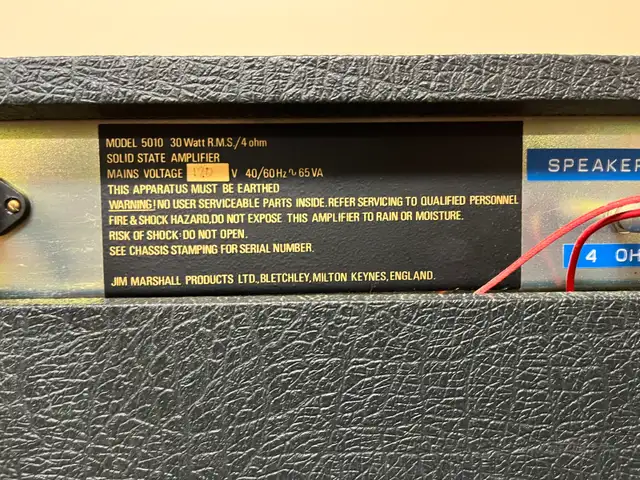 MODEL 5010 30 Watt R.M.S./4 ohm
SOLID STATE AMPLIFIER
MAINS VOLTAGE 120 V 40/60Hz ~ 65VA
THIS APPARATUS MUST BE EARTHED
WARNING! NO USER SERVICEABLE PARTS INSIDE. REFER SERVICING TO QUALIFIED PERSONNEL
FIRE & SHOCK HAZARD, DO NOT EXPOSE THIS AMPLIFIER TO RAIN OR MOISTURE.
RISK OF SHOCK: DO NOT OPEN.
SEE CHASSIS STAMPING FOR SERIAL NUMBER.
JIM MARSHALL PRODUCTS LTD., BLETCHLEY, MILTON KEYNES, ENGLAND.
SPEAKER
4 OH